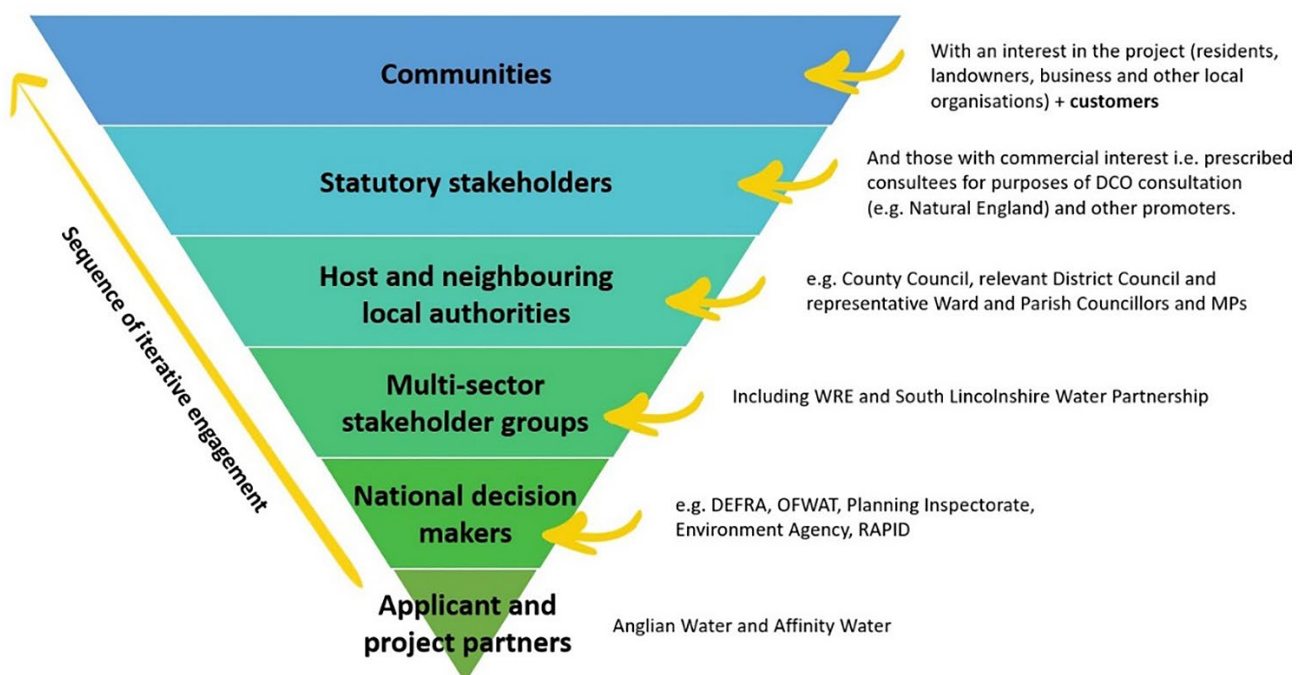 Communities
With an interest in the project (residents,
landowners, business and other local
organisations) + customers
Statutory stakeholders
And those with commercial interest i.e. prescribed
consultees for purposes of DCO consultation
(e.g. Natural England) and other promoters.
Host and neighbouring
local authorities
e.g. County Council, relevant District Council and
representative Ward and Parish Councillors and MPs
Multi-sector
stakeholder groups
Including WRE and South Lincolnshire Water Partnership
National decision
makers
e.g. DEFRA, OFWAT, Planning Inspectorate,
Environment Agency, RAPID
Applicant and
project partners
Anglian Water and Affinity Water
Sequence of iterative engagement